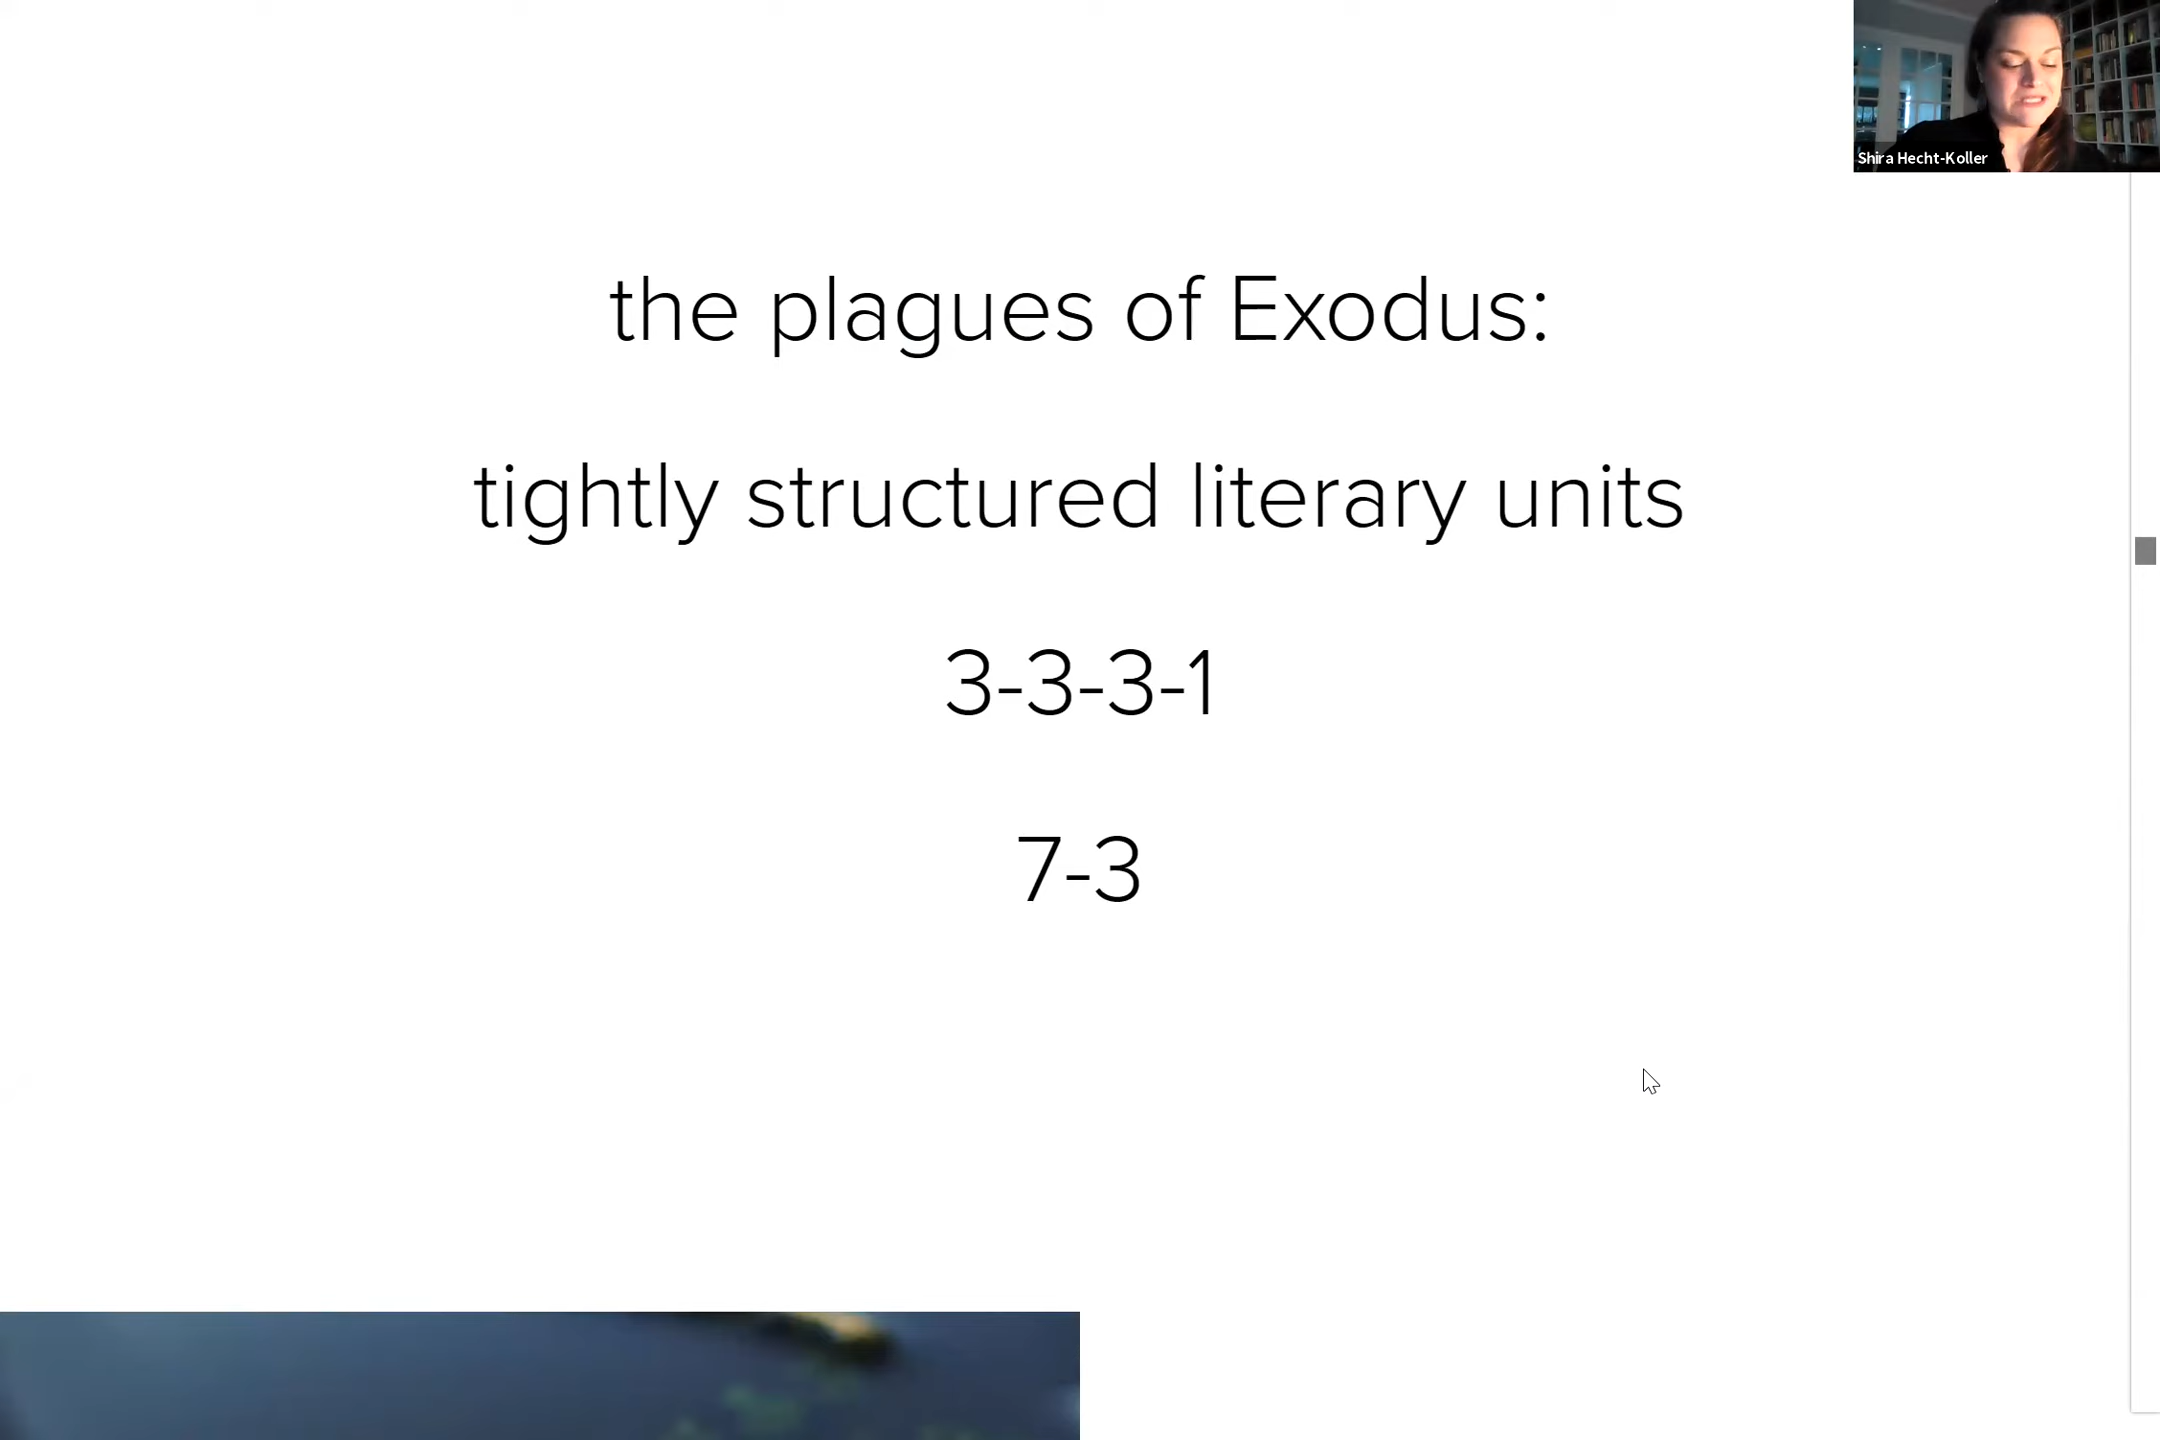 Shira Hecht-Koller
the plagues of Exodus:
tightly structured literary units
3-3-3-1
7-3